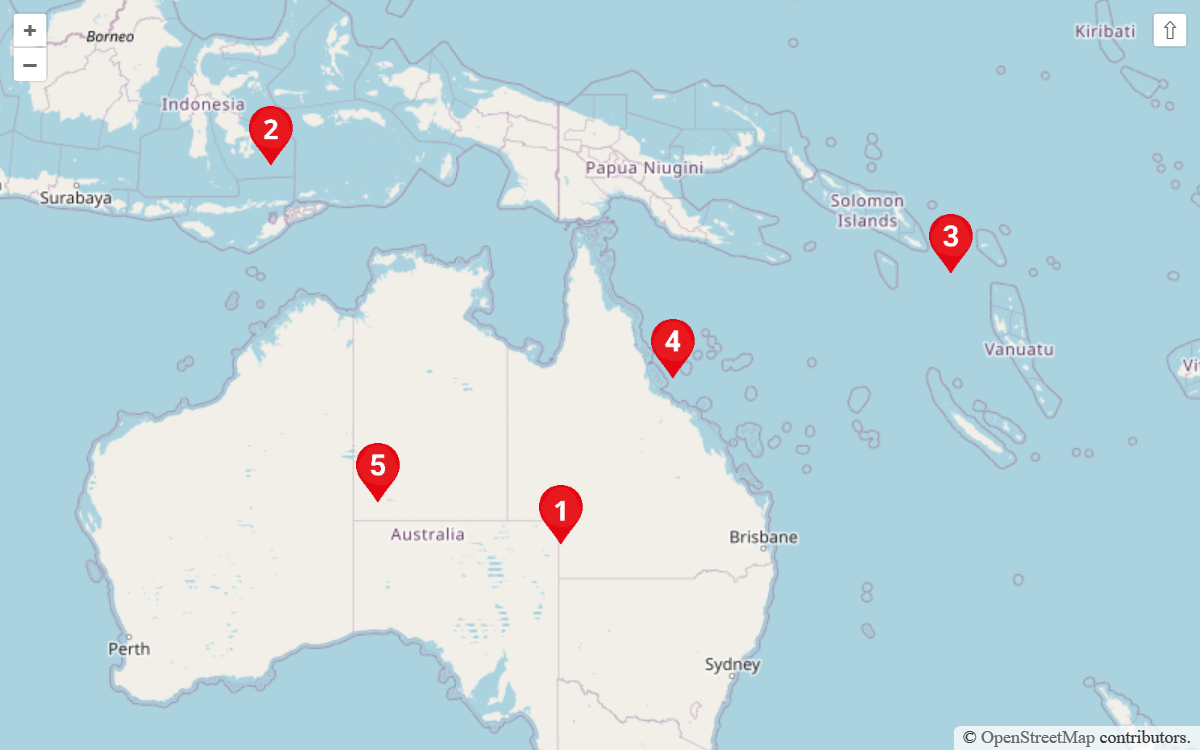 +
−
⇧
Kiribati
Borneo
Indonesia
2
Papua Niugini
Surabaya
Solomon
Islands
3
4
Vanuatu
Vi
5
1
Australia
Brisbane
Perth
Sydney
© OpenStreetMap contributors.